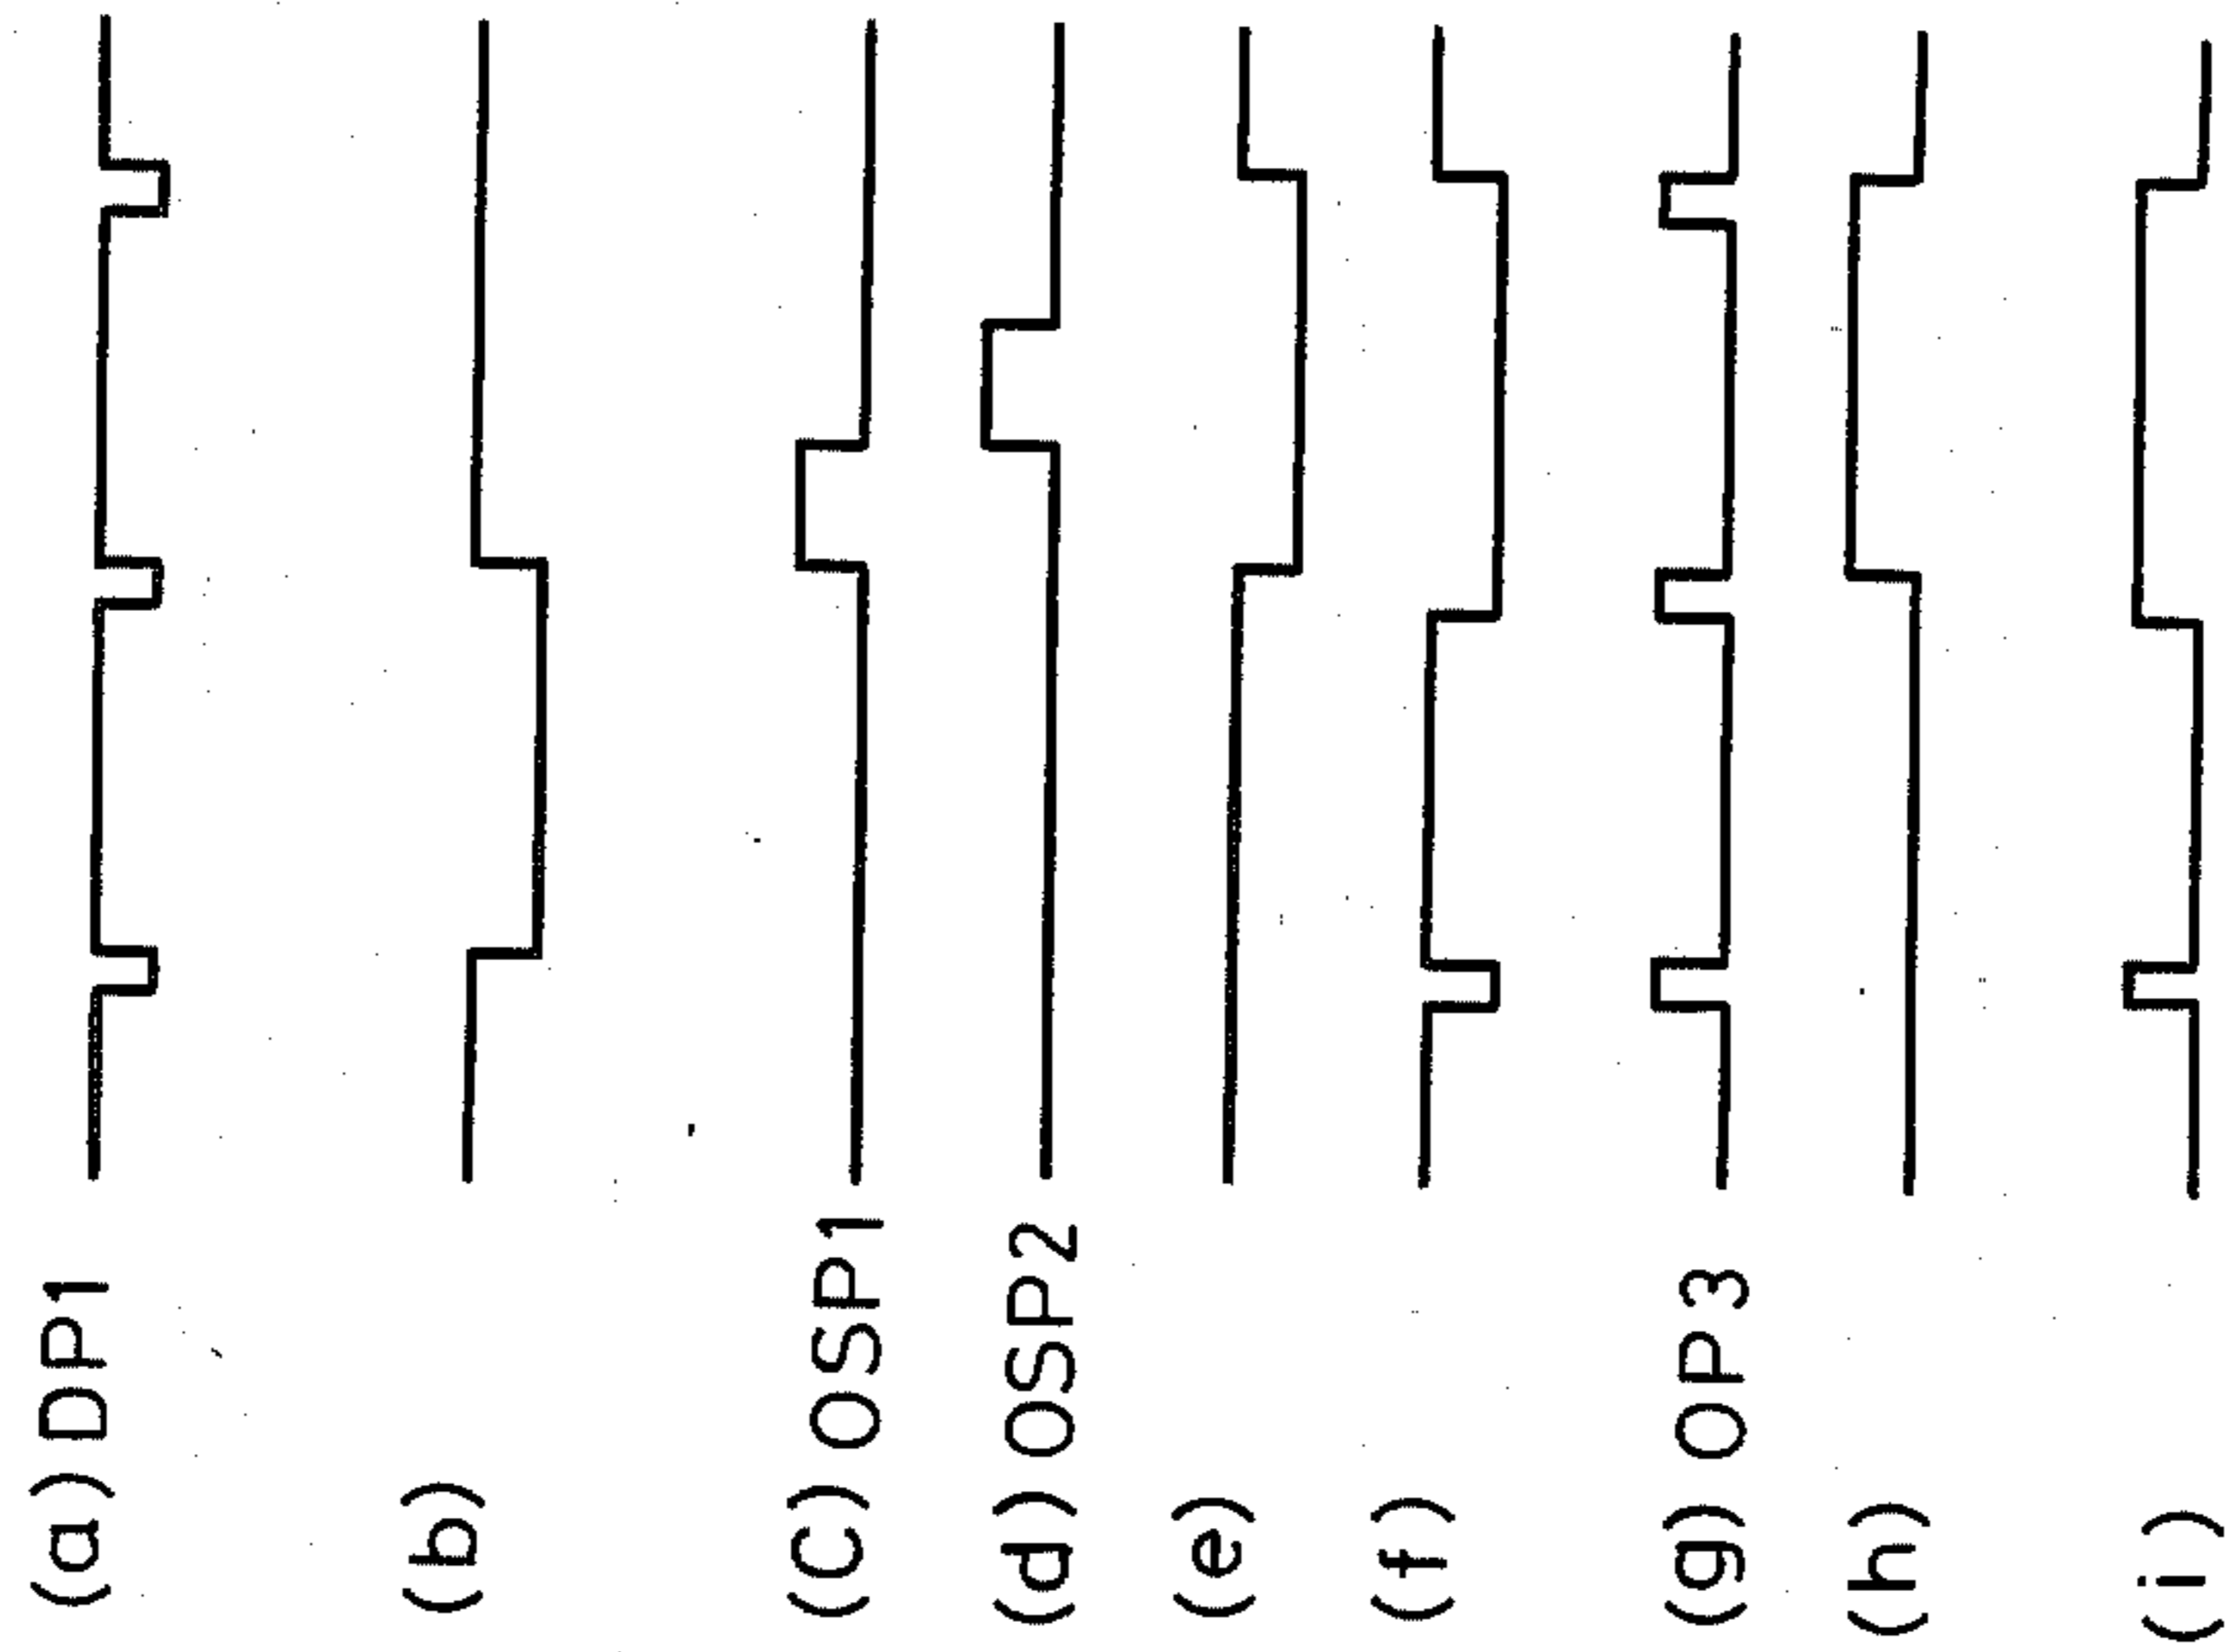 (a) DP1
(b)
(C) OSP1
(d) OSP2
(e)
(f)
(g) OP3
(h)
(i)